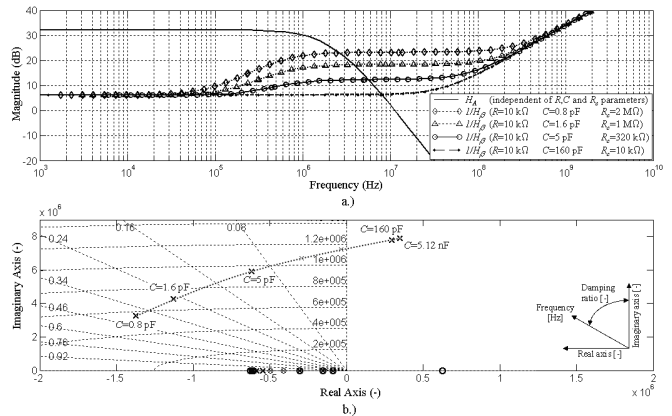 40
30
20
10
0
-10
-20
Magnitude (dB)
10^3
10^4
10^5
10^6
10^7
10^8
10^9
10^10
Frequency (Hz)
H_A (independent of R,C and R_e parameters)
1/H_β (R=10 kΩ C=0.8 pF R_e=2 MΩ)
1/H_β (R=10 kΩ C=1.6 pF R_e=1 MΩ)
1/H_β (R=10 kΩ C=5 pF R_e=320 kΩ)
1/H_β (R=10 kΩ C=160 pF R_e=10 kΩ)
a.)
x 10^6
8
6
4
2
0
Imaginary Axis (-)
0.16
0.06
0.24
0.34
0.46
0.6
0.76
0.92
1.2e+006
1e+006
8e+005
6e+005
4e+005
2e+005
C=160 pF
C=5.12 nF
C=5 pF
C=1.6 pF
C=0.8 pF
Damping
ratio [-]
Frequency
[Hz]
Imaginary axis [-]
Real axis [-]
-2
-1.5
-1
-0.5
0
0.5
1
1.5
2
x 10^6
Real Axis (-)
b.)